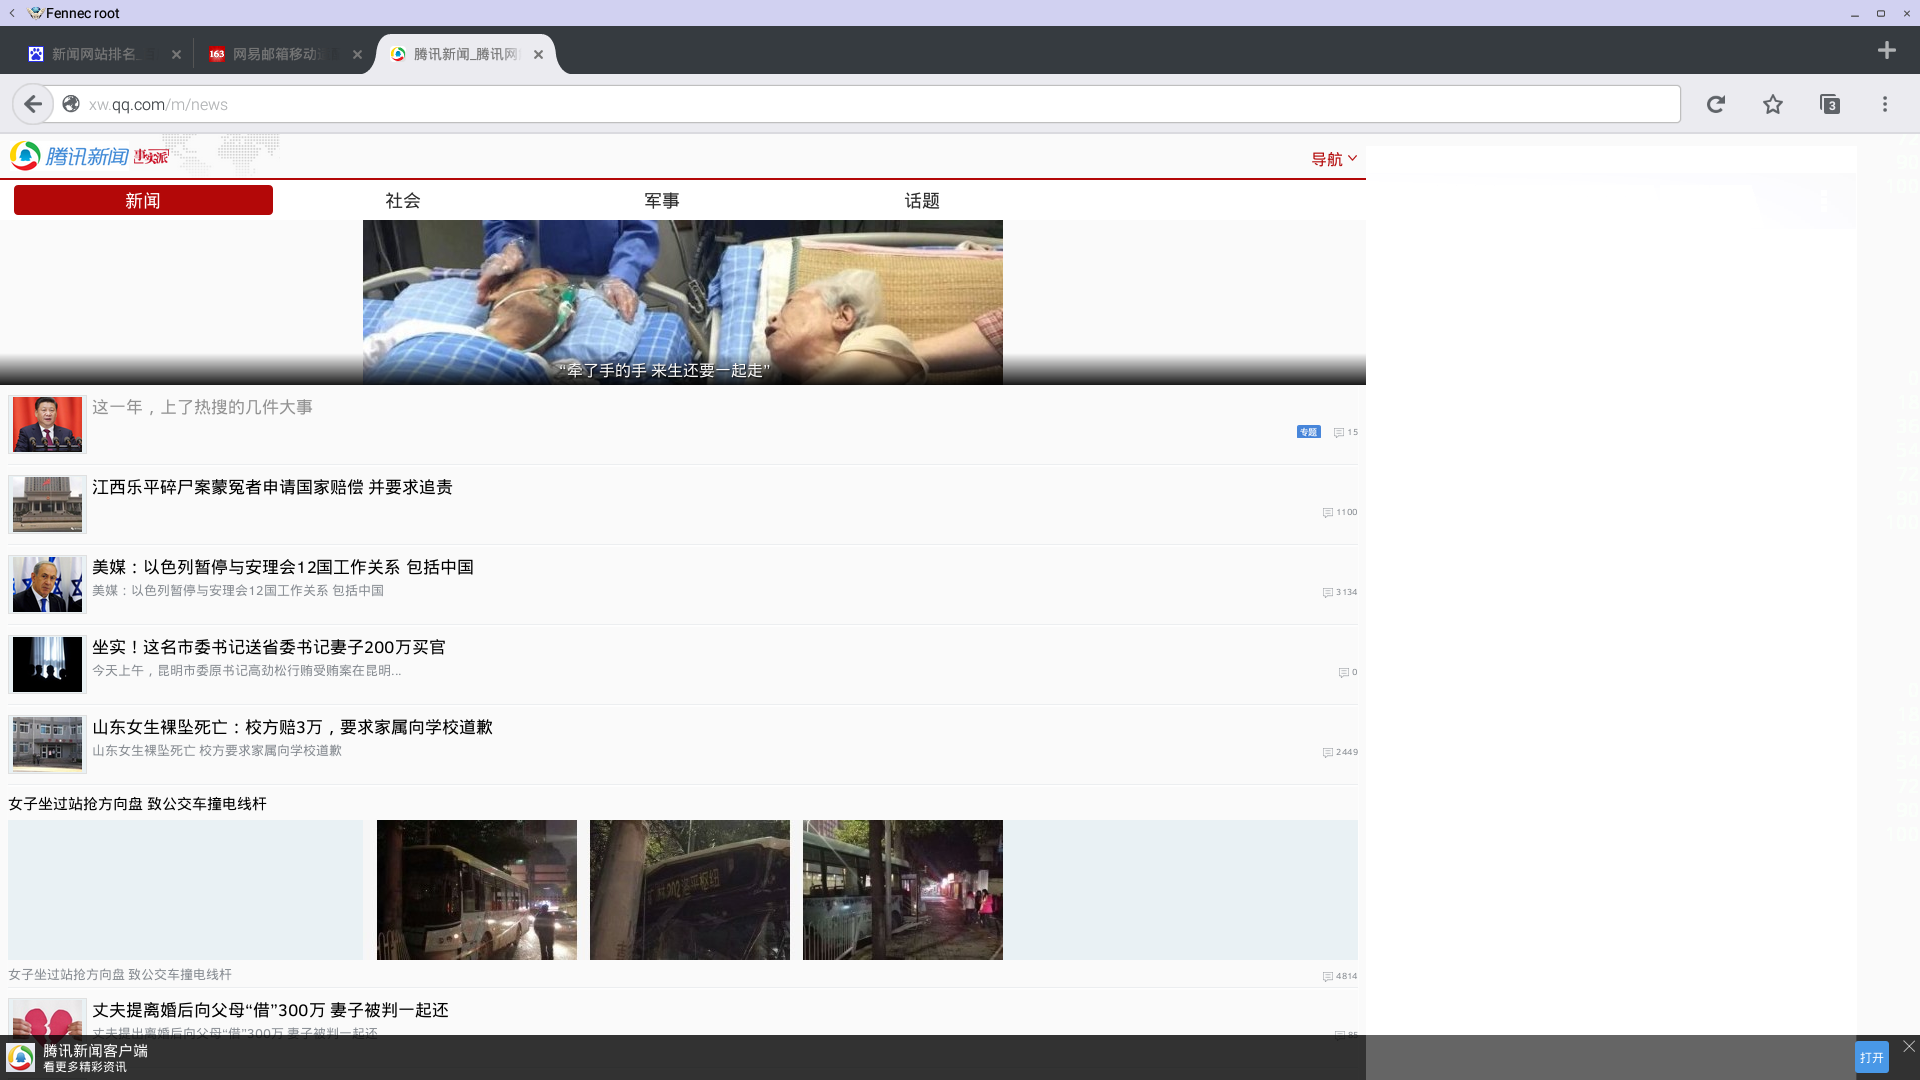 Fennec root
新闻网站排名_
网易邮箱移动
腾讯新闻_腾讯网
xw.qq.com/m/news
3
腾讯新闻 事实派
导航
新闻 社会 军事 话题
“牵了手的手 来生还要一起走”
这一年，上了热搜的几件大事
专题 15
江西乐平碎尸案蒙冤者申请国家赔偿 并要求追责
1100
美媒：以色列暂停与安理会12国工作关系 包括中国
美媒：以色列暂停与安理会12国工作关系 包括中国
3134
坐实！这名市委书记送省委书记妻子200万买官
今天上午，昆明市委原书记高劲松行贿受贿案在昆明...
0
山东女生裸坠死亡：校方赔3万，要求家属向学校道歉
山东女生裸坠死亡 校方要求家属向学校道歉
2449
女子坐过站抢方向盘 致公交车撞电线杆
女子坐过站抢方向盘 致公交车撞电线杆
4814
丈夫提离婚后向父母“借”300万 妻子被判一起还
丈夫提出离婚后向父母“借”300万 妻子被判一起还
85
腾讯新闻客户端
看更多精彩资讯
打开